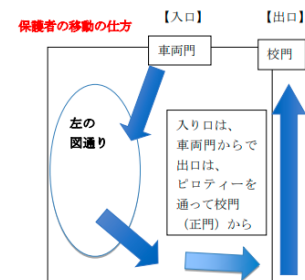 【入口】 【出口】
保護者の移動の仕方
車両門
校門
左の
図通り
入り口は、
車両門からで
出口は、
ピロティーを
通って校門
（正門）から